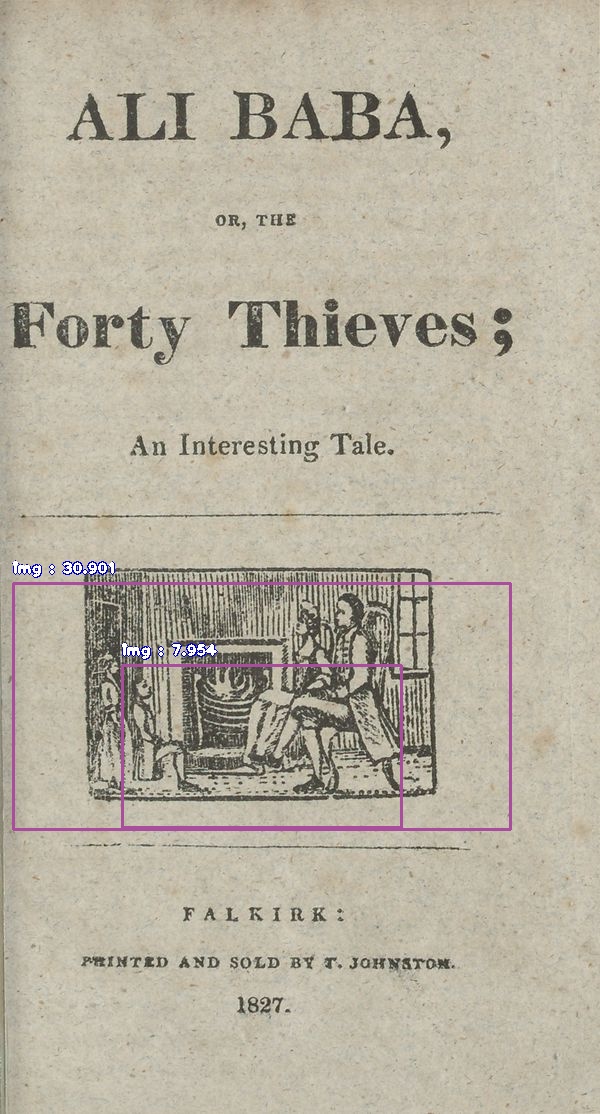 ALI BABA,
OR, THE
Forty Thieves;
An Interesting Tale.
Img : 30.901
Img : 7.954
FALKIRK:
PRINTED AND SOLD BY T. JOHNSTON.
1827.